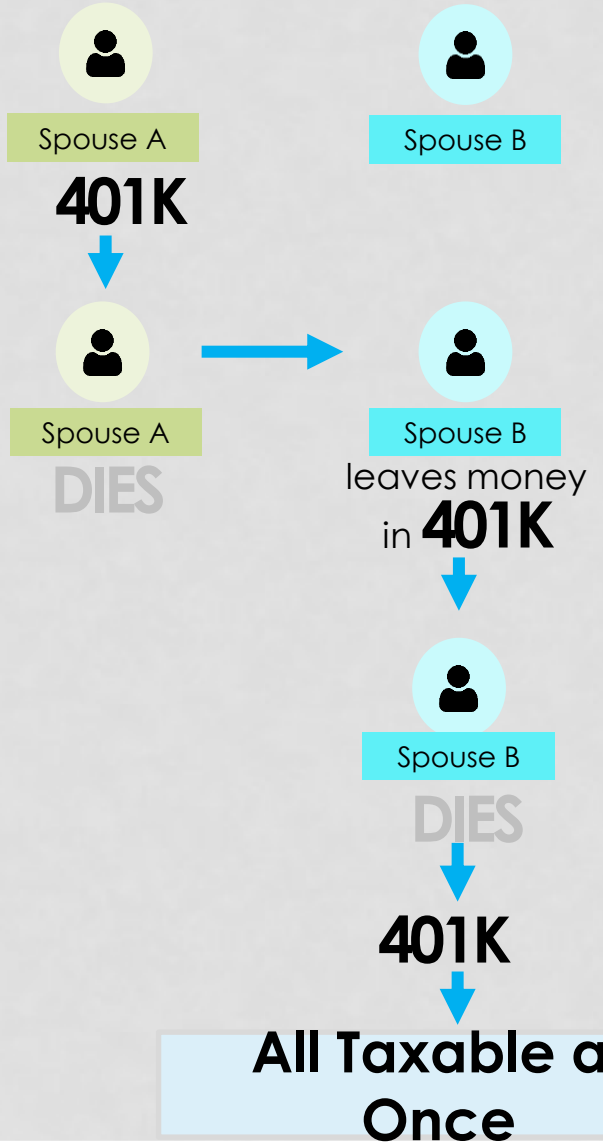 Spouse A
Spouse B
401K
Spouse A
DIES
Spouse B
leaves money
in 401K
Spouse B
DIES
401K
All Taxable a
Once